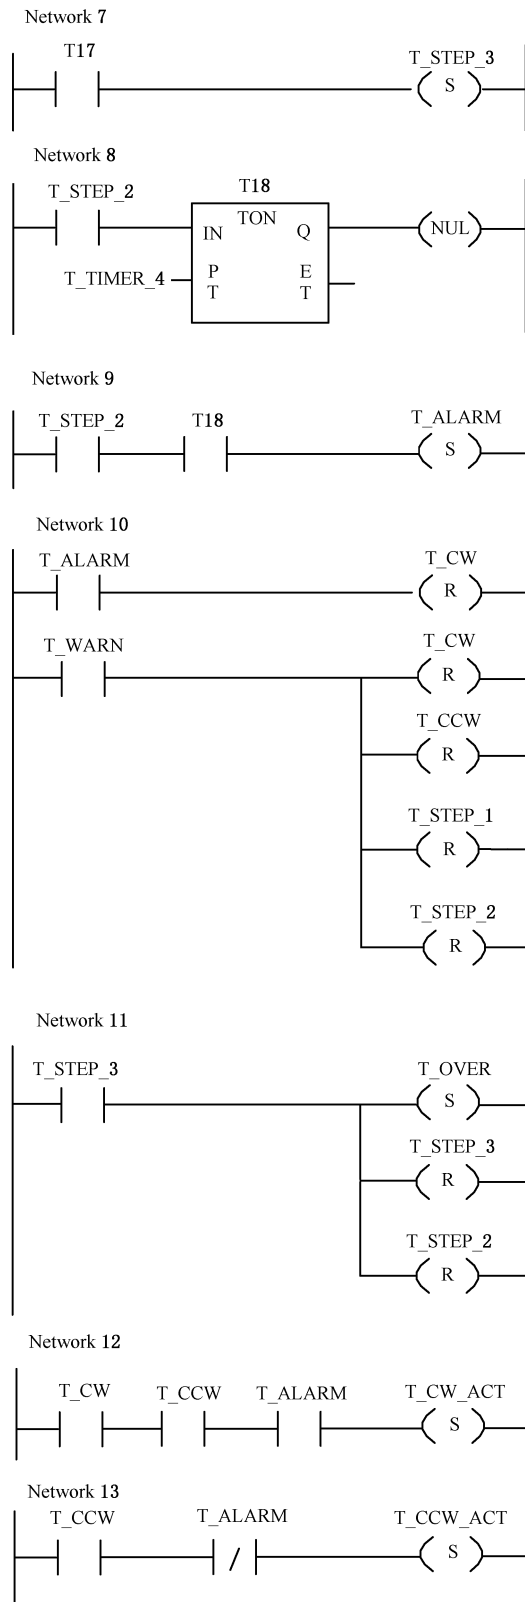 Network 7
T17
T_STEP_3
S
Network 8
T_STEP_2
T18
TON
IN
Q
NUL
T_TIMER_4
P
T
E
T
Network 9
T_STEP_2
T18
T_ALARM
S
Network 10
T_ALARM
T_CW
R
T_WARN
T_CW
R
T_CCW
R
T_STEP_1
R
T_STEP_2
R
Network 11
T_STEP_3
T_OVER
S
T_STEP_3
R
T_STEP_2
R
Network 12
T_CW
T_CCW
T_ALARM
T_CW_ACT
S
Network 13
T_CCW
T_ALARM
T_CCW_ACT
S